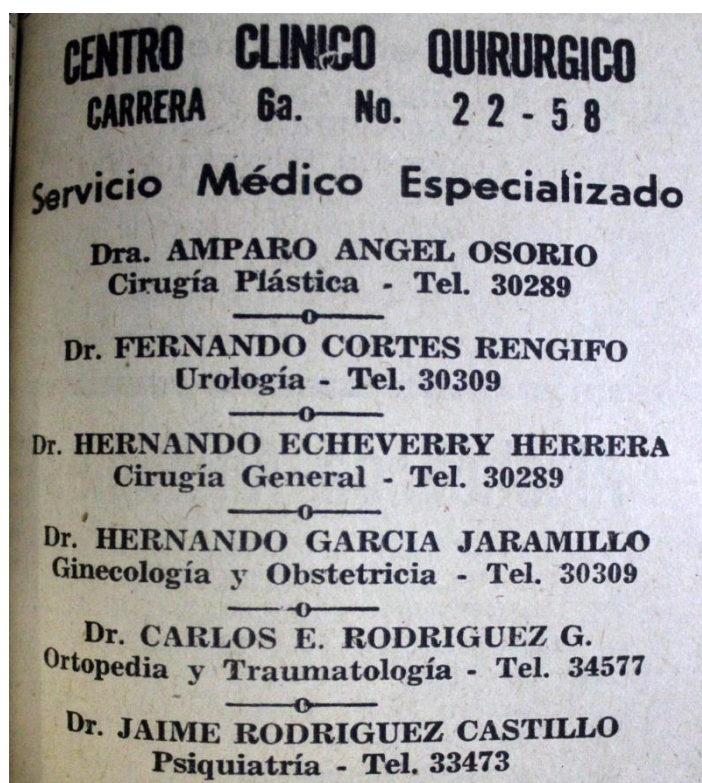 CENTRO CLINICO QUIRURGICO
CARRERA 6a. No. 22-58
Servicio Médico Especializado
Dra. AMPARO ANGEL OSORIO
Cirugía Plástica - Tel. 30289
Dr. FERNANDO CORTES RENGIFO
Urología - Tel. 30309
Dr. HERNANDO ECHEVERRY HERRERA
Cirugía General - Tel. 30289
Dr. HERNANDO GARCIA JARAMILLO
Ginecología y Obstetricia - Tel. 30309
Dr. CARLOS E. RODRIGUEZ G.
Ortopedia y Traumatología - Tel. 34577
Dr. JAIME RODRIGUEZ CASTILLO
Psiquiatría - Tel. 33473